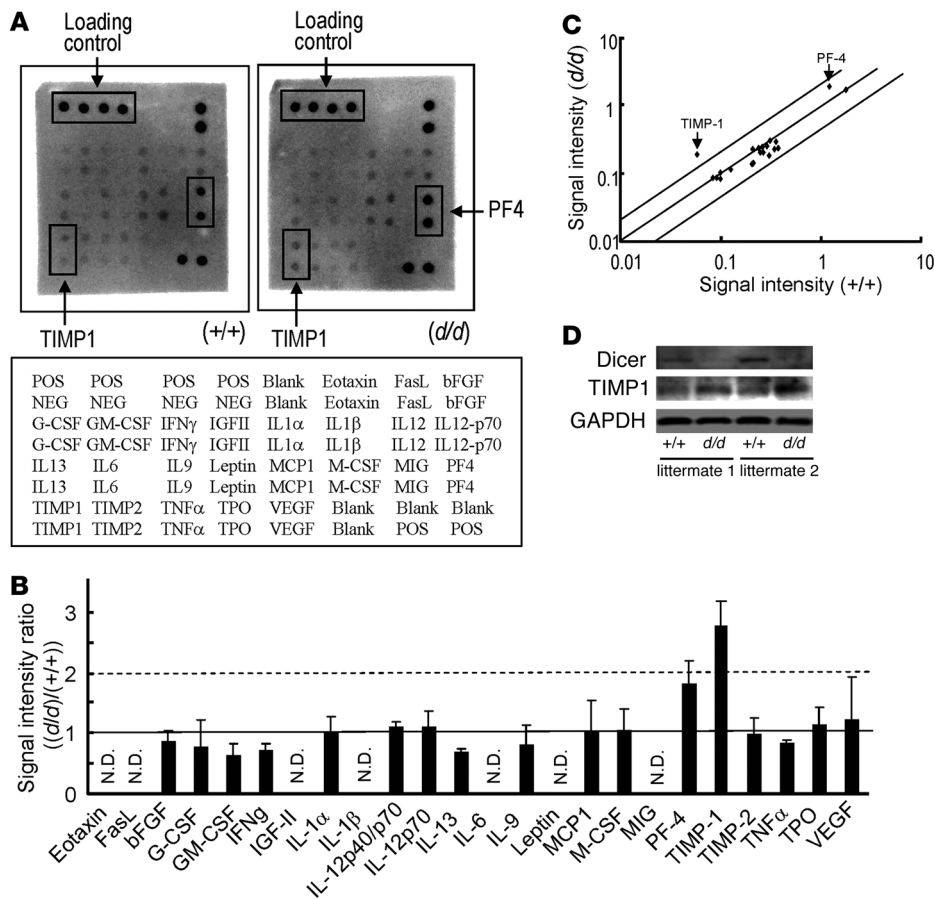 A
Loading
control
Loading
control
PF4
TIMP1
(+/+)
TIMP1
(d/d)
POS POS POS POS Blank Eotaxin FasL bFGF
NEG NEG NEG NEG Blank Eotaxin FasL bFGF
G-CSF GM-CSF IFNγ IGFII IL1α IL1β IL12 IL12-p70
G-CSF GM-CSF IFNγ IGFII IL1α IL1β IL12 IL12-p70
IL13 IL6 IL9 Leptin MCP1 M-CSF MIG PF4
IL13 IL6 IL9 Leptin MCP1 M-CSF MIG PF4
TIMP1 TIMP2 TNFα TPO VEGF Blank Blank Blank
TIMP1 TIMP2 TNFα TPO VEGF Blank POS POS
C
Signal intensity (d/d)
10
1
0.1
0.01
PF-4
TIMP-1
0.01 0.1 1 10
Signal intensity (+/+)
D
Dicer
TIMP1
GAPDH
+/+ d/d +/+ d/d
littermate 1 littermate 2
B
Signal intensity ratio
((d/d)/(+/+))
3
2
1
0
N.D. N.D. N.D. N.D. N.D. N.D. N.D.
Eotaxin
FasL
bFGF
G-CSF
GM-CSF
IFNg
IGF-II
IL-1α
IL-1β
IL-12p40/p70
IL-12p70
IL-13
IL-6
IL-9
Leptin
MCP1
M-CSF
MIG
PF-4
TIMP-1
TIMP-2
TNFα
TPO
VEGF